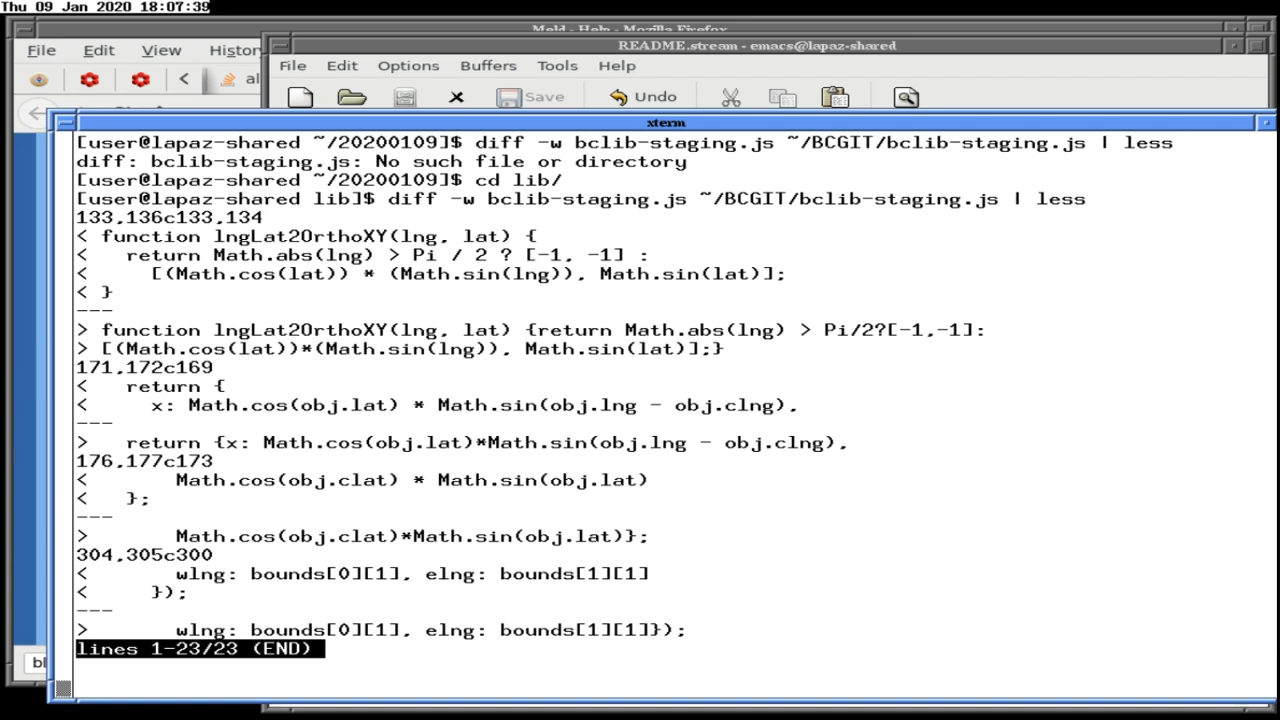 Thu 09 Jan 2020 18:07:39
Meld - Help - Mozilla Firefox
File Edit View Histor
README.stream - emacs@lapaz-shared
File Edit Options Buffers Tools Help
al
Save Undo
xterm
[user@lapaz-shared ~/20200109]$ diff -w bclib-staging.js ~/BCGIT/bclib-staging.js | less
diff: bclib-staging.js: No such file or directory
[user@lapaz-shared ~/20200109]$ cd lib/
[user@lapaz-shared lib]$ diff -w bclib-staging.js ~/BCGIT/bclib-staging.js | less
133,136c133,134
< function lngLat2OrthoXY(lng, lat) {
<   return Math.abs(lng) > Pi / 2 ? [-1, -1] :
<     [(Math.cos(lat)) * (Math.sin(lng)), Math.sin(lat)];
< }
---
> function lngLat2OrthoXY(lng, lat) {return Math.abs(lng) > Pi/2?[-1,-1]:
> [(Math.cos(lat))*(Math.sin(lng)), Math.sin(lat)];}
171,172c169
<   return {
<     x: Math.cos(obj.lat) * Math.sin(obj.lng - obj.clng),
---
>   return {x: Math.cos(obj.lat)*Math.sin(obj.lng - obj.clng),
176,177c173
<       Math.cos(obj.clat) * Math.sin(obj.lat)
<   };
---
>       Math.cos(obj.clat)*Math.sin(obj.lat)};
304,305c300
<       wlng: bounds[0][1], elng: bounds[1][1]
<     });
---
>       wlng: bounds[0][1], elng: bounds[1][1]});
lines 1-23/23 (END)
bl